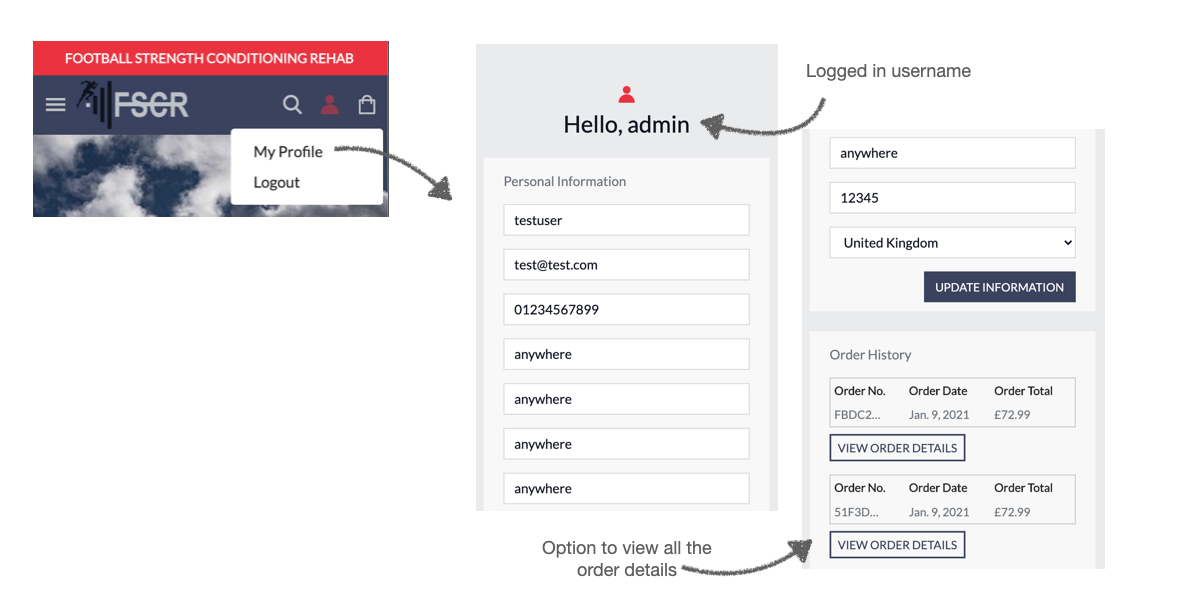 FOOTBALL STRENGTH CONDITIONING REHAB
FSCR
My Profile
Logout
Hello, admin
Personal Information
testuser
test@test.com
01234567899
anywhere
anywhere
anywhere
anywhere
Logged in username
anywhere
12345
United Kingdom
UPDATE INFORMATION
Order History
Order No. Order Date Order Total
FBDC2... Jan. 9, 2021 £72.99
VIEW ORDER DETAILS
Order No. Order Date Order Total
51F3D... Jan. 9, 2021 £72.99
VIEW ORDER DETAILS
Option to view all the
order details